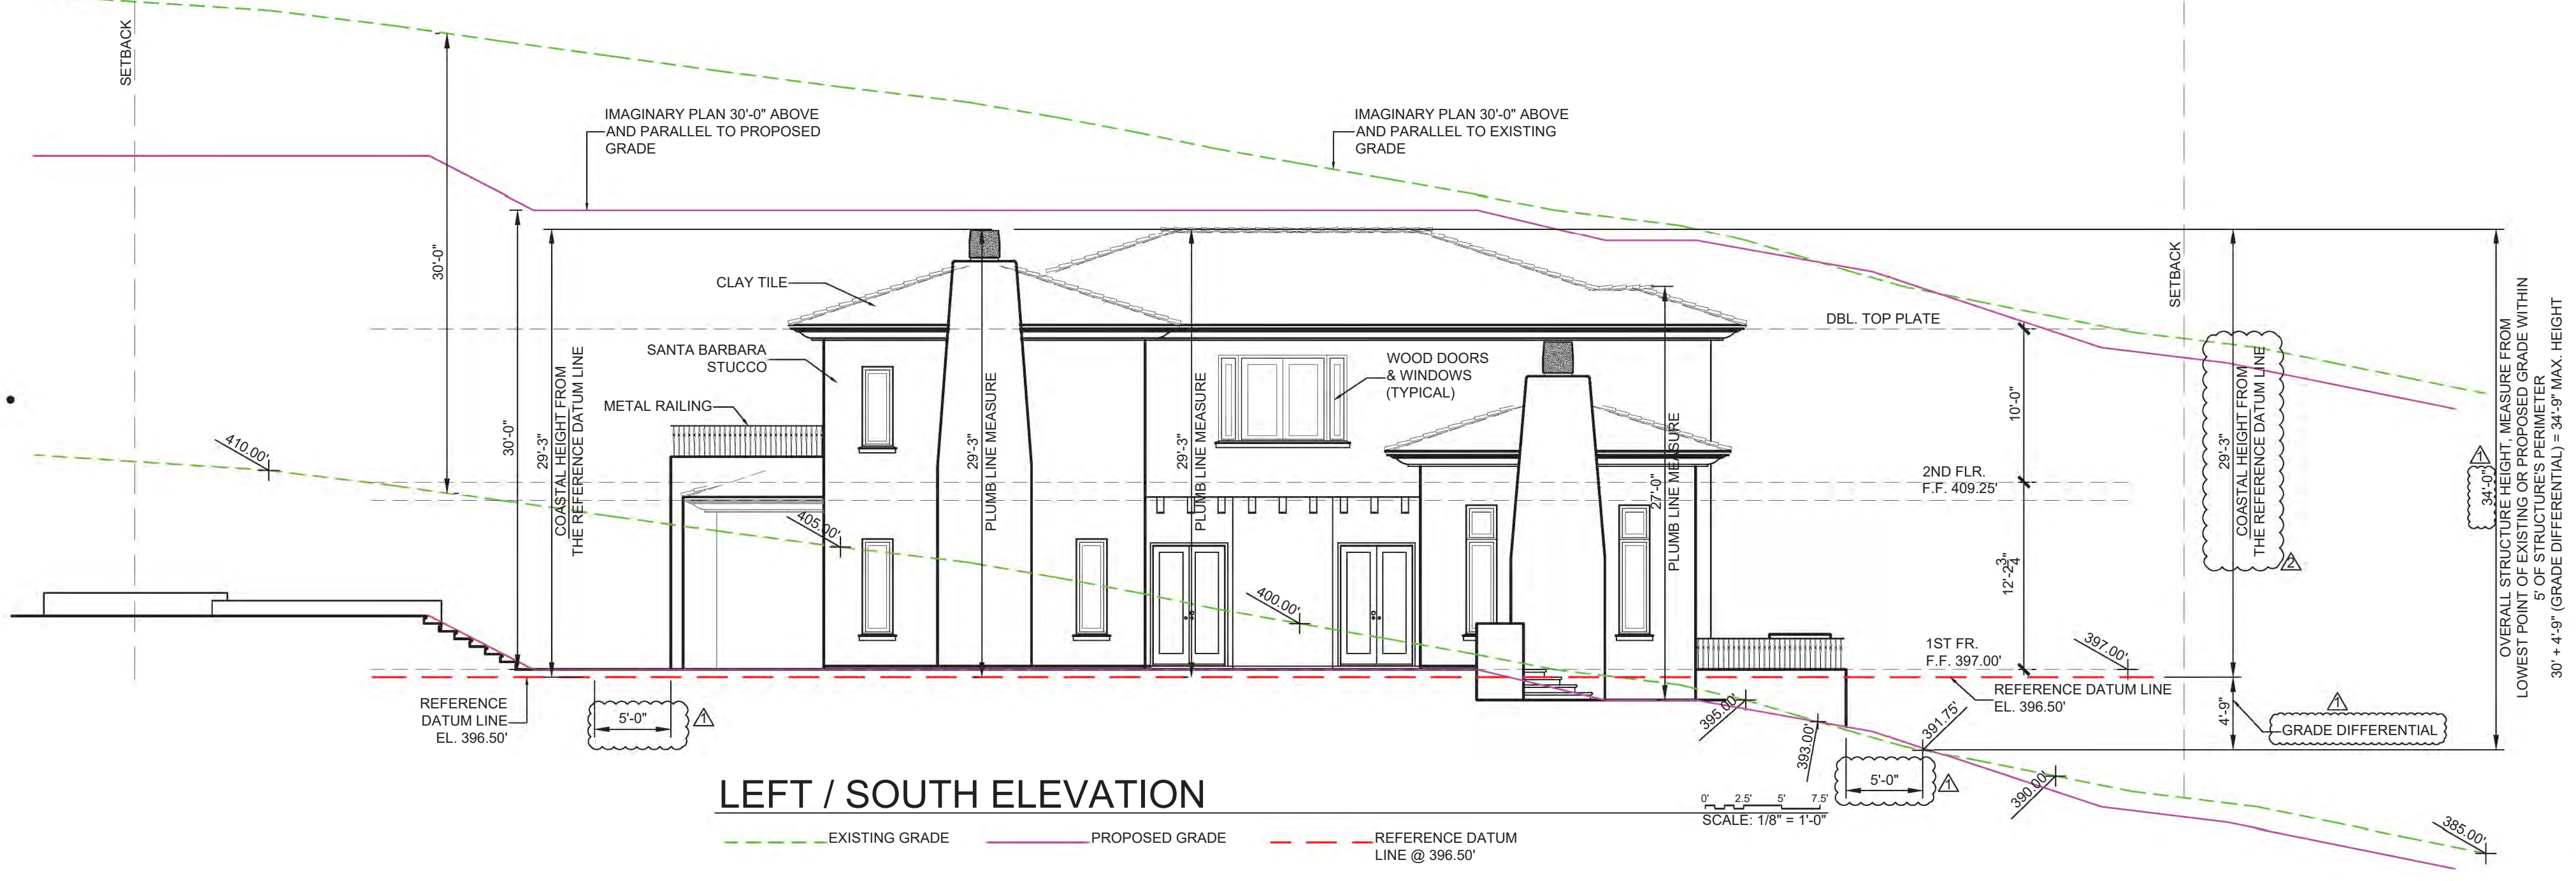 SETBACK
IMAGINARY PLAN 30'-0" ABOVE
AND PARALLEL TO PROPOSED
GRADE
IMAGINARY PLAN 30'-0" ABOVE
AND PARALLEL TO EXISTING
GRADE
30'-0"
30'-0"
29'-3"
COASTAL HEIGHT FROM
THE REFERENCE DATUM LINE
CLAY TILE
SANTA BARBARA
STUCCO
METAL RAILING
29'-3"
PLUMB LINE MEASURE
29'-3"
PLUMB LINE MEASURE
WOOD DOORS
& WINDOWS
(TYPICAL)
27'-0"
PLUMB LINE MEASURE
DBL. TOP PLATE
10'-0"
2ND FLR.
F.F. 409.25'
12'-2 3/4"
1ST FR.
F.F. 397.00'
397.00'
SETBACK
29'-3"
COASTAL HEIGHT FROM
THE REFERENCE DATUM LINE
2
1
34'-0"
OVERALL STRUCTURE HEIGHT, MEASURE FROM
LOWEST POINT OF EXISTING OR PROPOSED GRADE WITHIN
5' OF STRUCTURE'S PERIMETER
30' + 4'-9" (GRADE DIFFERENTIAL) = 34'-9" MAX. HEIGHT
410.00'
405.00'
400.00'
395.00'
393.00'
391.75'
390.00'
385.00'
REFERENCE
DATUM LINE
EL. 396.50'
5'-0"
1
REFERENCE DATUM LINE
EL. 396.50'
4'-9"
1
GRADE DIFFERENTIAL
5'-0"
1
LEFT / SOUTH ELEVATION
0' 2.5' 5' 7.5'
SCALE: 1/8" = 1'-0"
EXISTING GRADE
PROPOSED GRADE
REFERENCE DATUM
LINE @ 396.50'